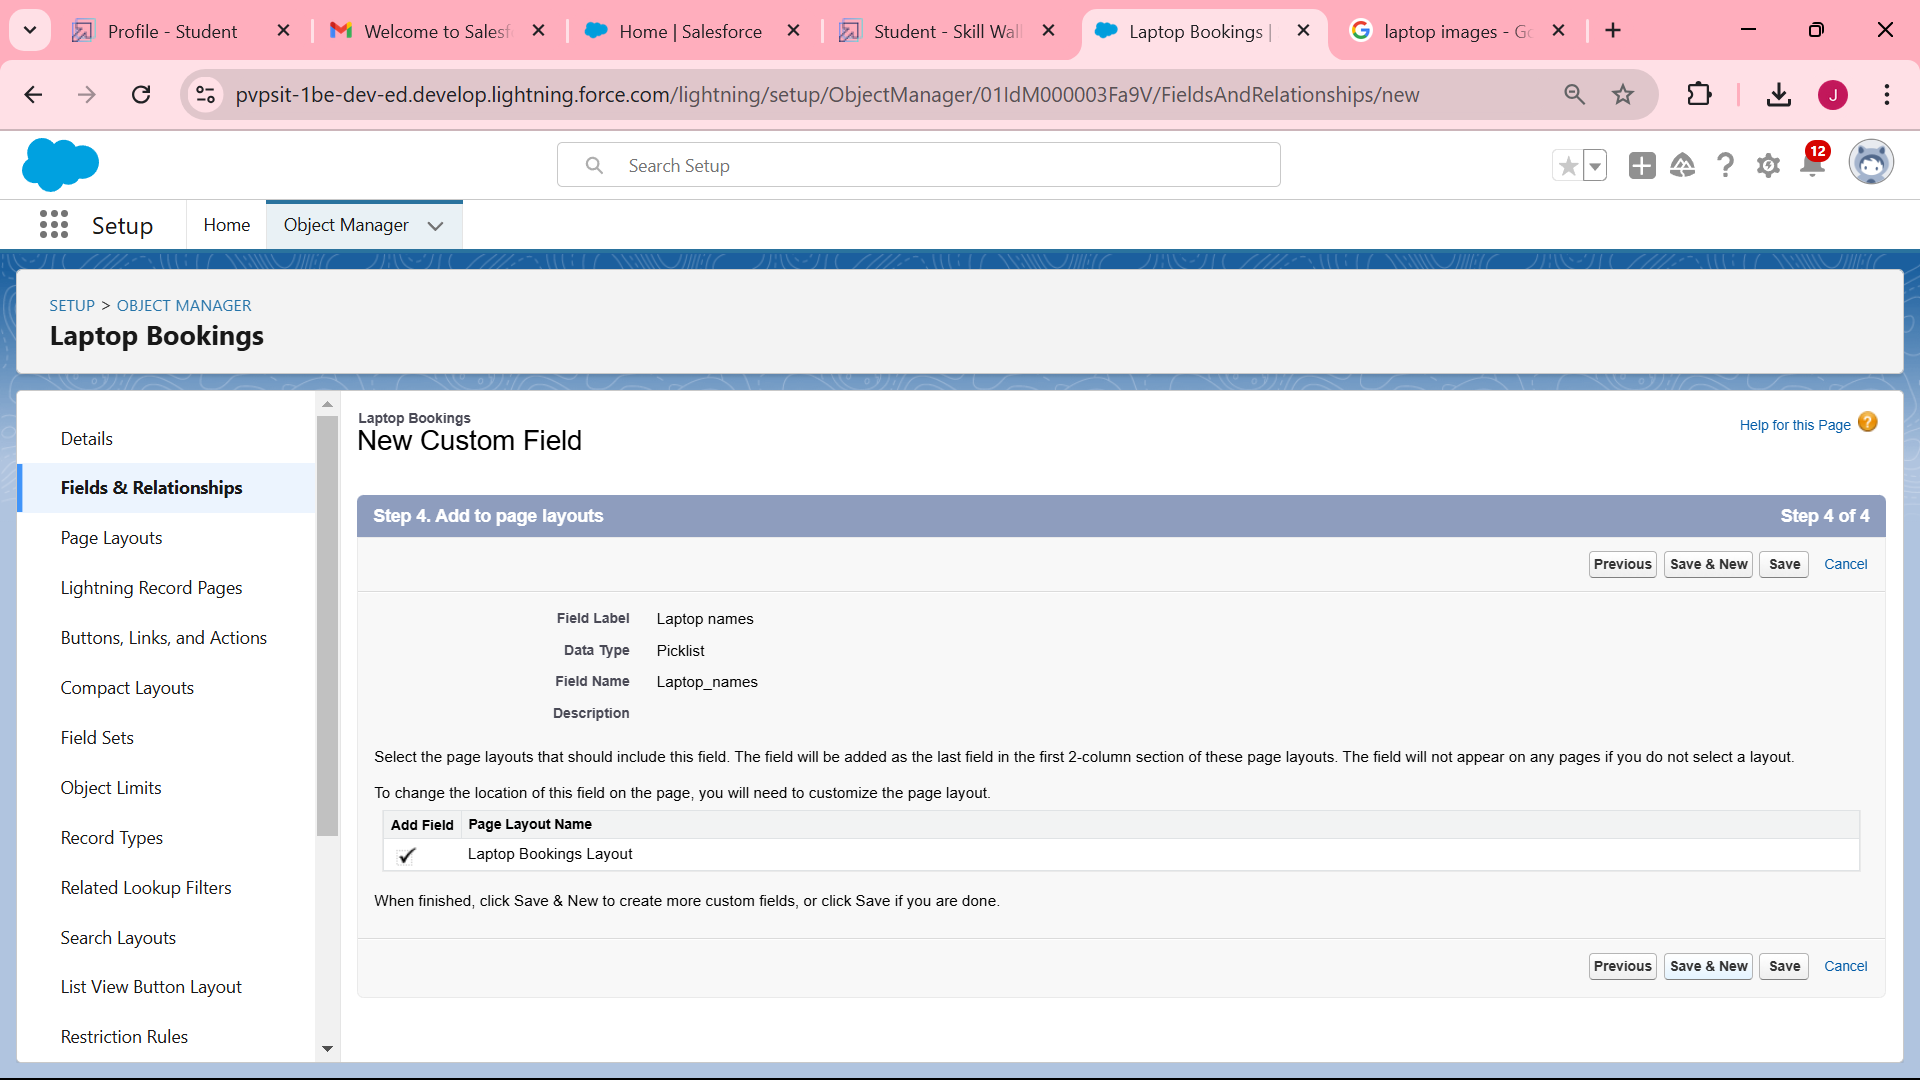 Profile - Student
Welcome to Salesf
Home | Salesforce
Student - Skill Wall
Laptop Bookings |
laptop images - Go
pvpsit-1be-dev-ed.develop.lightning.force.com/lightning/setup/ObjectManager/01IdM000003Fa9V/FieldsAndRelationships/new
J
Search Setup
12
Setup
Home
Object Manager
SETUP > OBJECT MANAGER
Laptop Bookings
Details
Fields & Relationships
Page Layouts
Lightning Record Pages
Buttons, Links, and Actions
Compact Layouts
Field Sets
Object Limits
Record Types
Related Lookup Filters
Search Layouts
List View Button Layout
Restriction Rules
Laptop Bookings
New Custom Field
Help for this Page
Step 4. Add to page layouts
Step 4 of 4
Previous Save & New Save Cancel
Field Label Laptop names
Data Type Picklist
Field Name Laptop_names
Description
Select the page layouts that should include this field. The field will be added as the last field in the first 2-column section of these page layouts. The field will not appear on any pages if you do not select a layout.
To change the location of this field on the page, you will need to customize the page layout.
Add Field Page Layout Name
Laptop Bookings Layout
When finished, click Save & New to create more custom fields, or click Save if you are done.
Previous Save & New Save Cancel